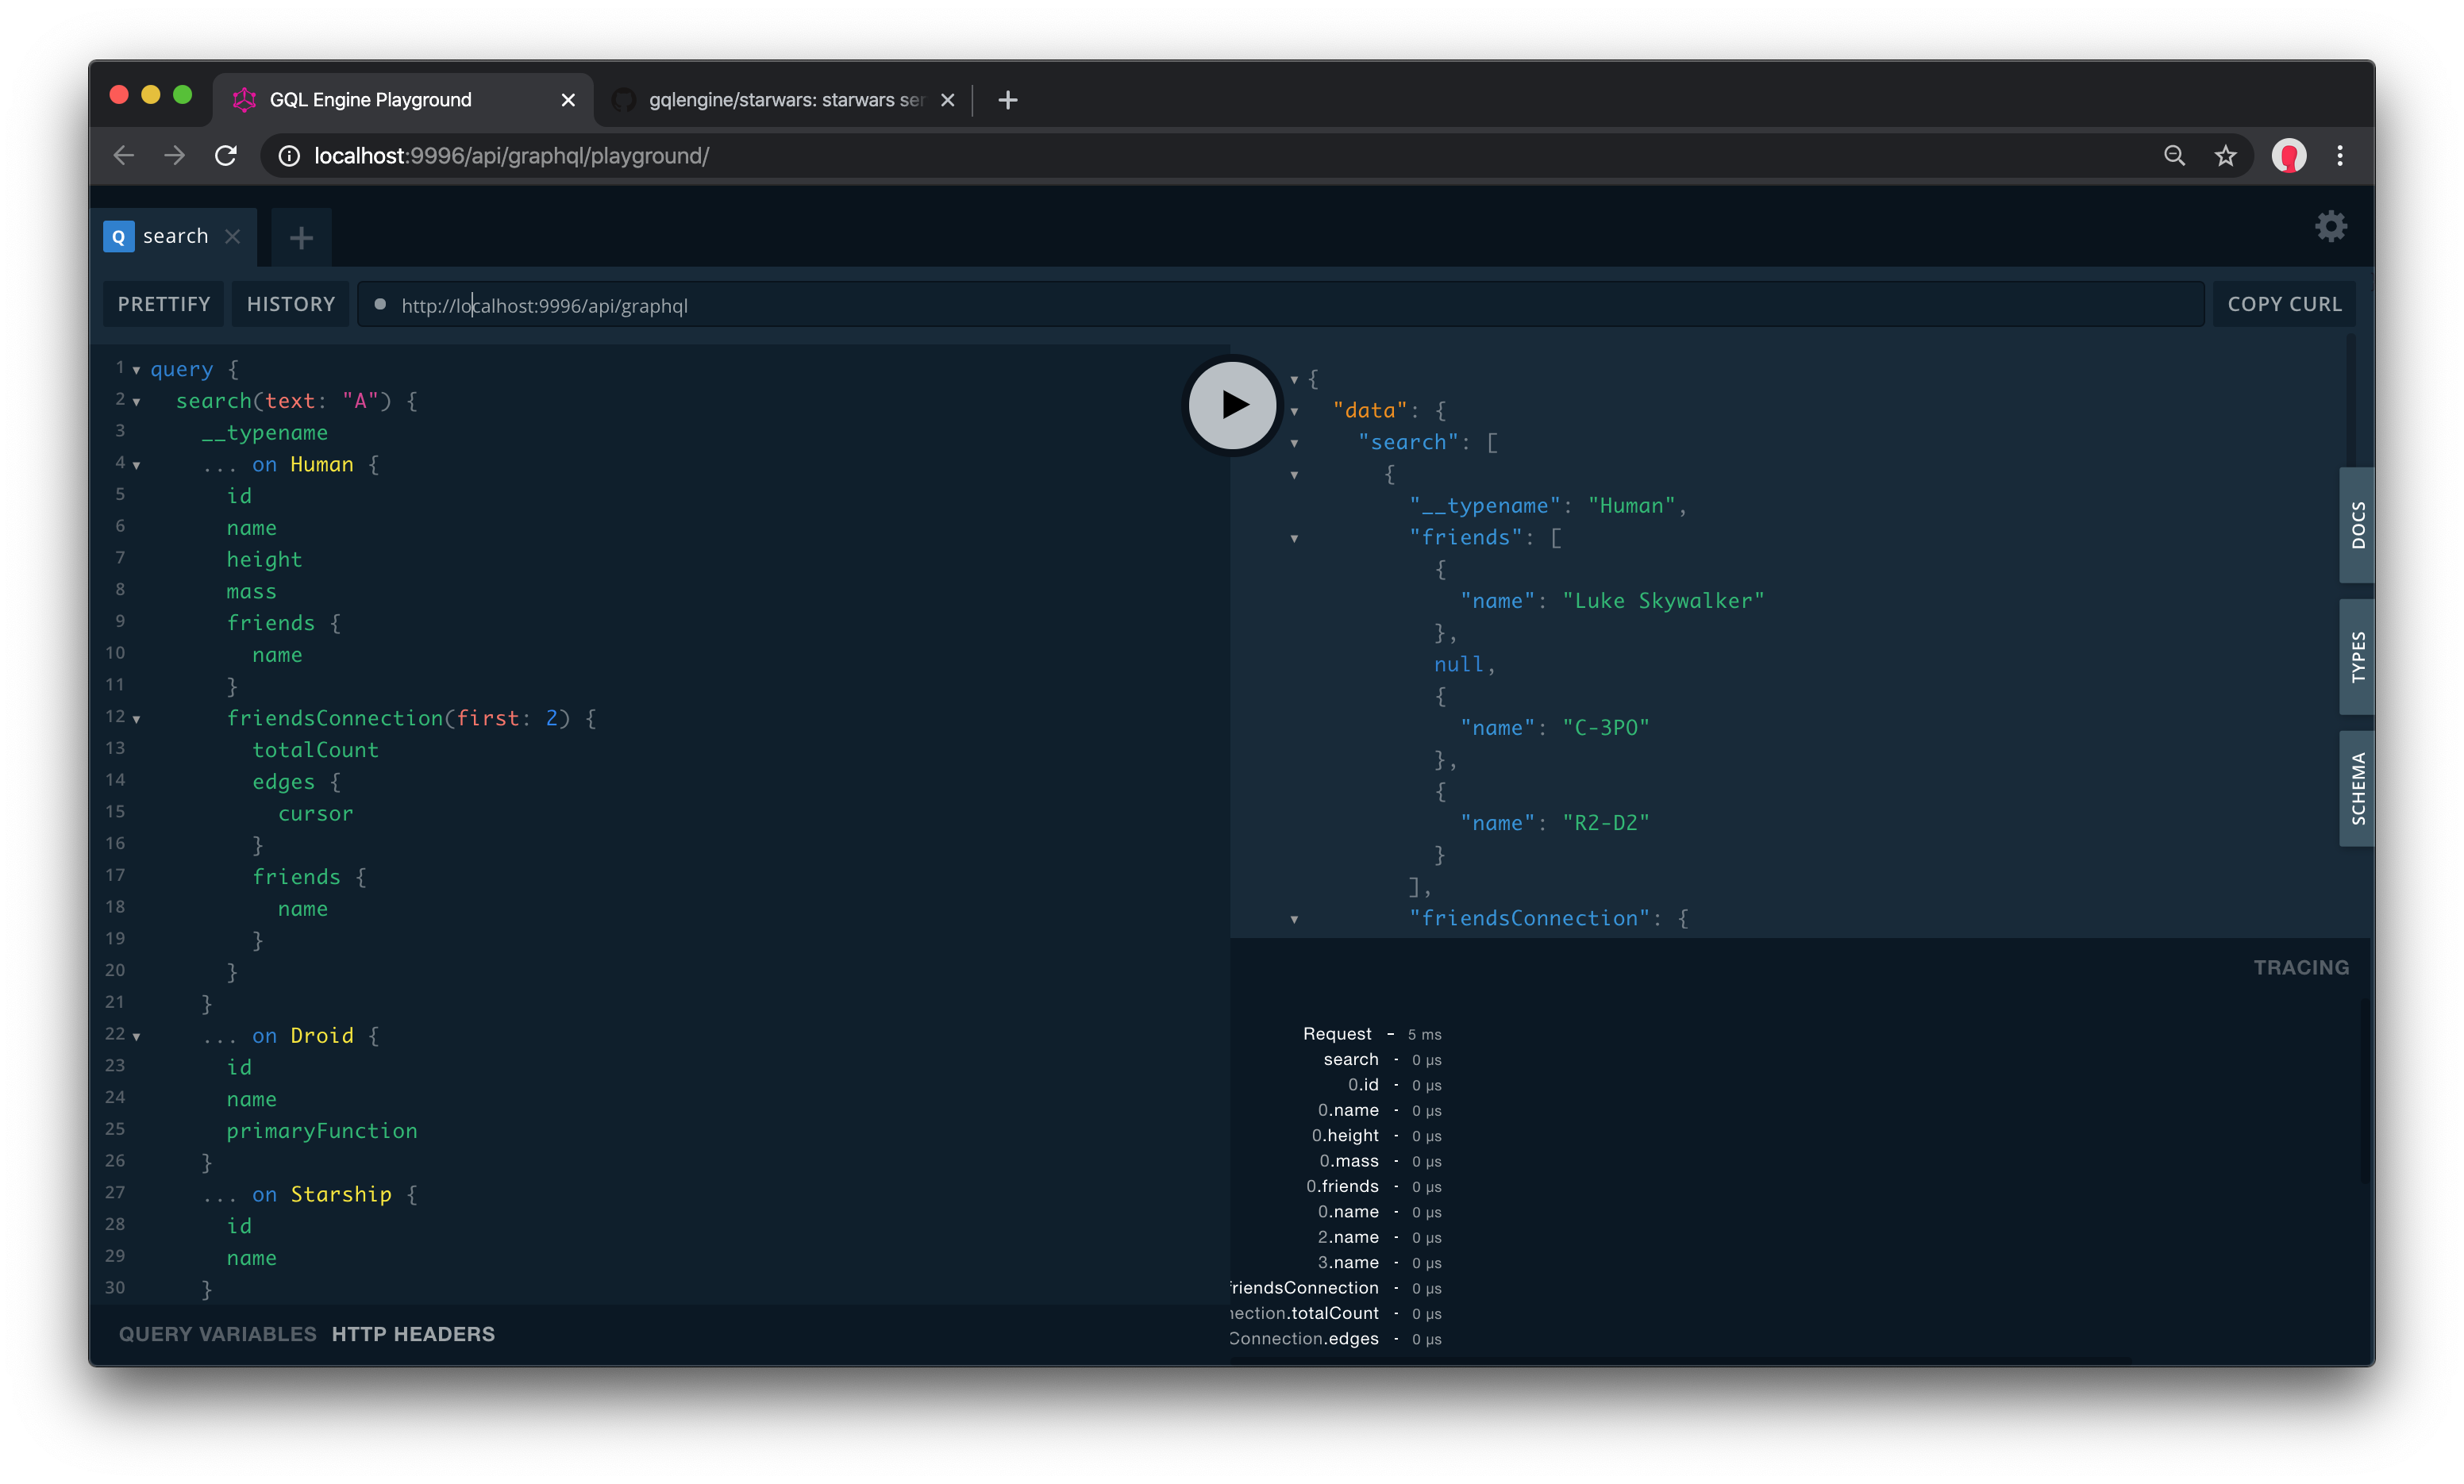 GQL Engine Playground
gqlengine/starwars: starwars ser
localhost:9996/api/graphql/playground/
Q search
PRETTIFY HISTORY http://localhost:9996/api/graphql COPY CURL
1 query {
2 search(text: "A") {
3 __typename
4 ... on Human {
5 id
6 name
7 height
8 mass
9 friends {
10 name
11 }
12 friendsConnection(first: 2) {
13 totalCount
14 edges {
15 cursor
16 }
17 friends {
18 name
19 }
20 }
21 }
22 ... on Droid {
23 id
24 name
25 primaryFunction
26 }
27 ... on Starship {
28 id
29 name
30 }
QUERY VARIABLES HTTP HEADERS
{
"data": {
"search": [
{
"__typename": "Human",
"friends": [
{
"name": "Luke Skywalker"
},
null,
{
"name": "C-3PO"
},
{
"name": "R2-D2"
}
],
"friendsConnection": {
DOCS
TYPES
SCHEMA
TRACING
Request - 5 ms
search - 0 µs
0.id - 0 µs
0.name - 0 µs
0.height - 0 µs
0.mass - 0 µs
0.friends - 0 µs
0.name - 0 µs
2.name - 0 µs
3.name - 0 µs
friendsConnection - 0 µs
nection.totalCount - 0 µs
Connection.edges - 0 µs